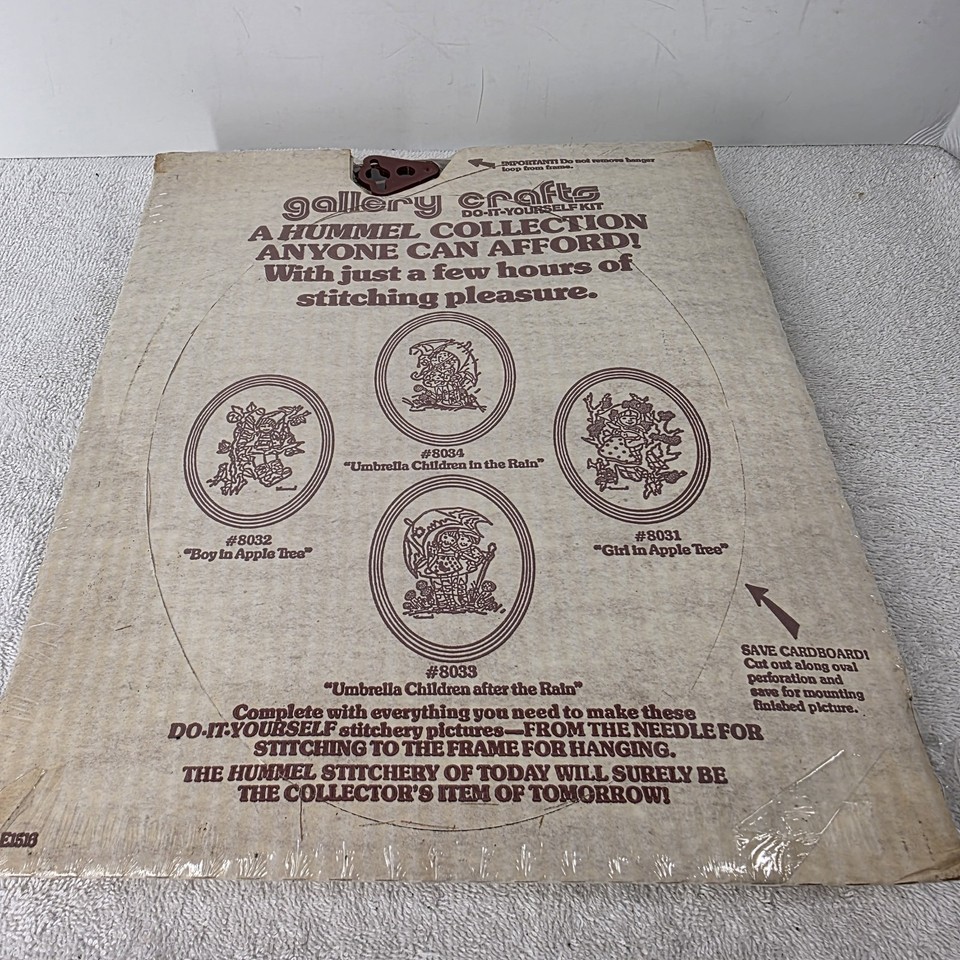 IMPORTANT! Do not remove hanger
loop from frame.
gallery crafts
DO-IT-YOURSELF KIT
A HUMMEL COLLECTION
ANYONE CAN AFFORD!
With just a few hours of
stitching pleasure.
#8034
"Umbrella Children in the Rain"
#8032
"Boy in Apple Tree"
#8031
"Girl in Apple Tree"
#8033
"Umbrella Children after the Rain"
SAVE CARDBOARD!
Cut out along oval
perforation and
save for mounting
finished picture.
Complete with everything you need to make these
DO-IT-YOURSELF stitchery pictures—FROM THE NEEDLE FOR
STITCHING TO THE FRAME FOR HANGING.
THE HUMMEL STITCHERY OF TODAY WILL SURELY BE
THE COLLECTOR'S ITEM OF TOMORROW!
E1516